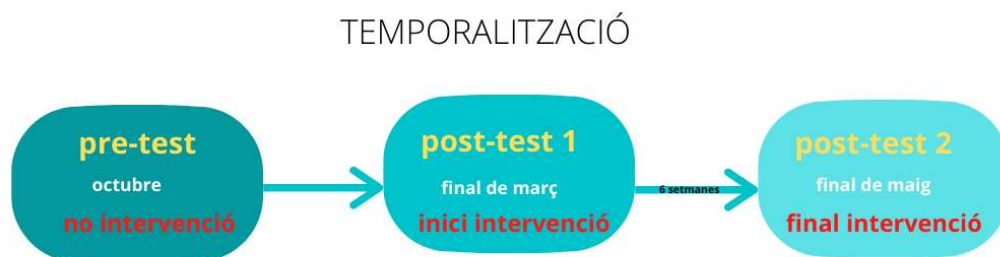 TEMPORALITZACIÓ
pre-test
octubre
no intervenció
post-test 1
final de març
inici intervenció
6 setmanes
post-test 2
final de maig
final intervenció